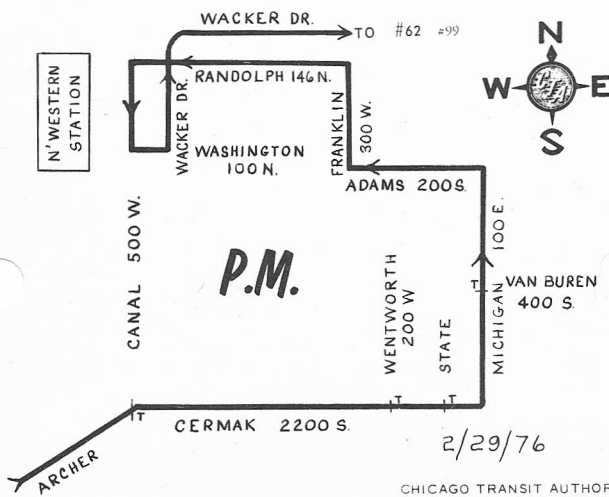 WACKER DR.
TO #62 #99
N
W E
S
N'WESTERN
STATION
RANDOLPH 146 N.
WACKER DR.
WASHINGTON
100 N.
FRANKLIN
300 W.
ADAMS 200 S.
CANAL 500 W.
P.M.
WENTWORTH
200 W
STATE
MICHIGAN
100 E.
T
VAN BUREN
400 S.
T
T
T
CERMAK 2200 S.
ARCHER
2/29/76
CHICAGO TRANSIT AUTHOR